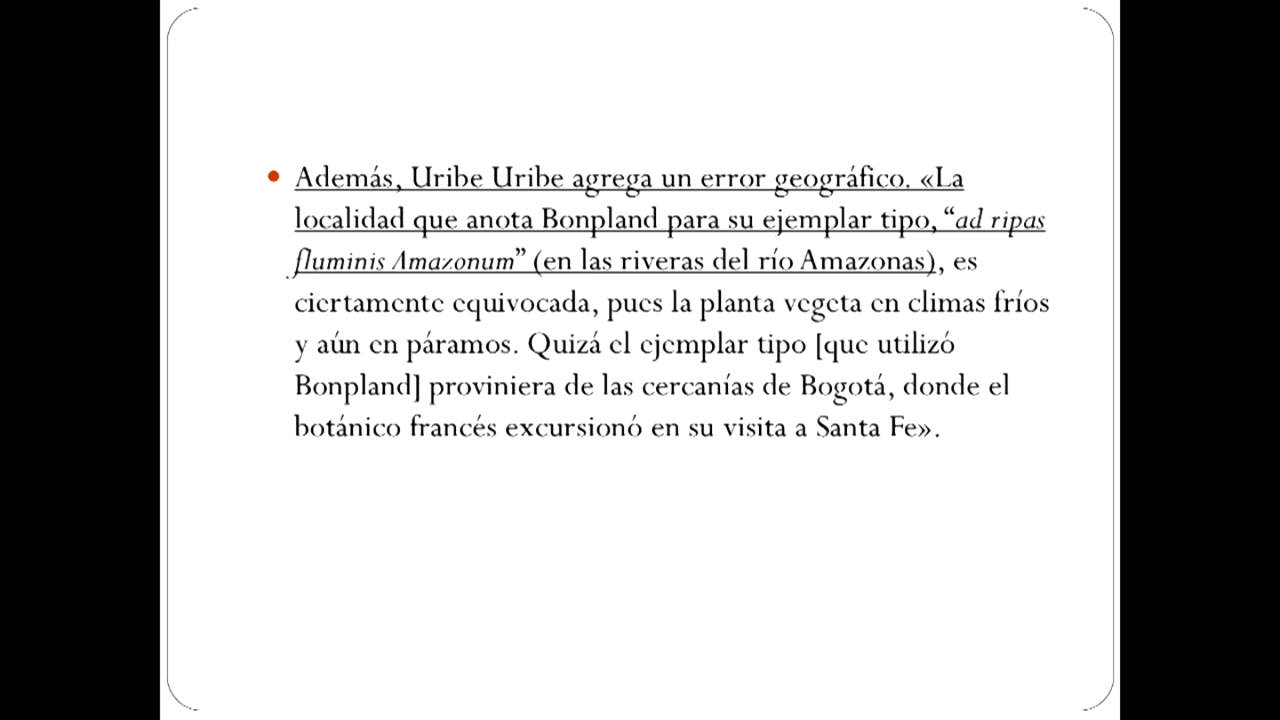 • Además, Uribe Uribe agrega un error geográfico. «La
localidad que anota Bonpland para su ejemplar tipo, “ad ripas
fluminis Amazonum” (en las riveras del río Amazonas), es
ciertamente equivocada, pues la planta vegeta en climas fríos
y aún en páramos. Quizá el ejemplar tipo [que utilizó
Bonpland] proviniera de las cercanías de Bogotá, donde el
botánico francés excursionó en su visita a Santa Fe».